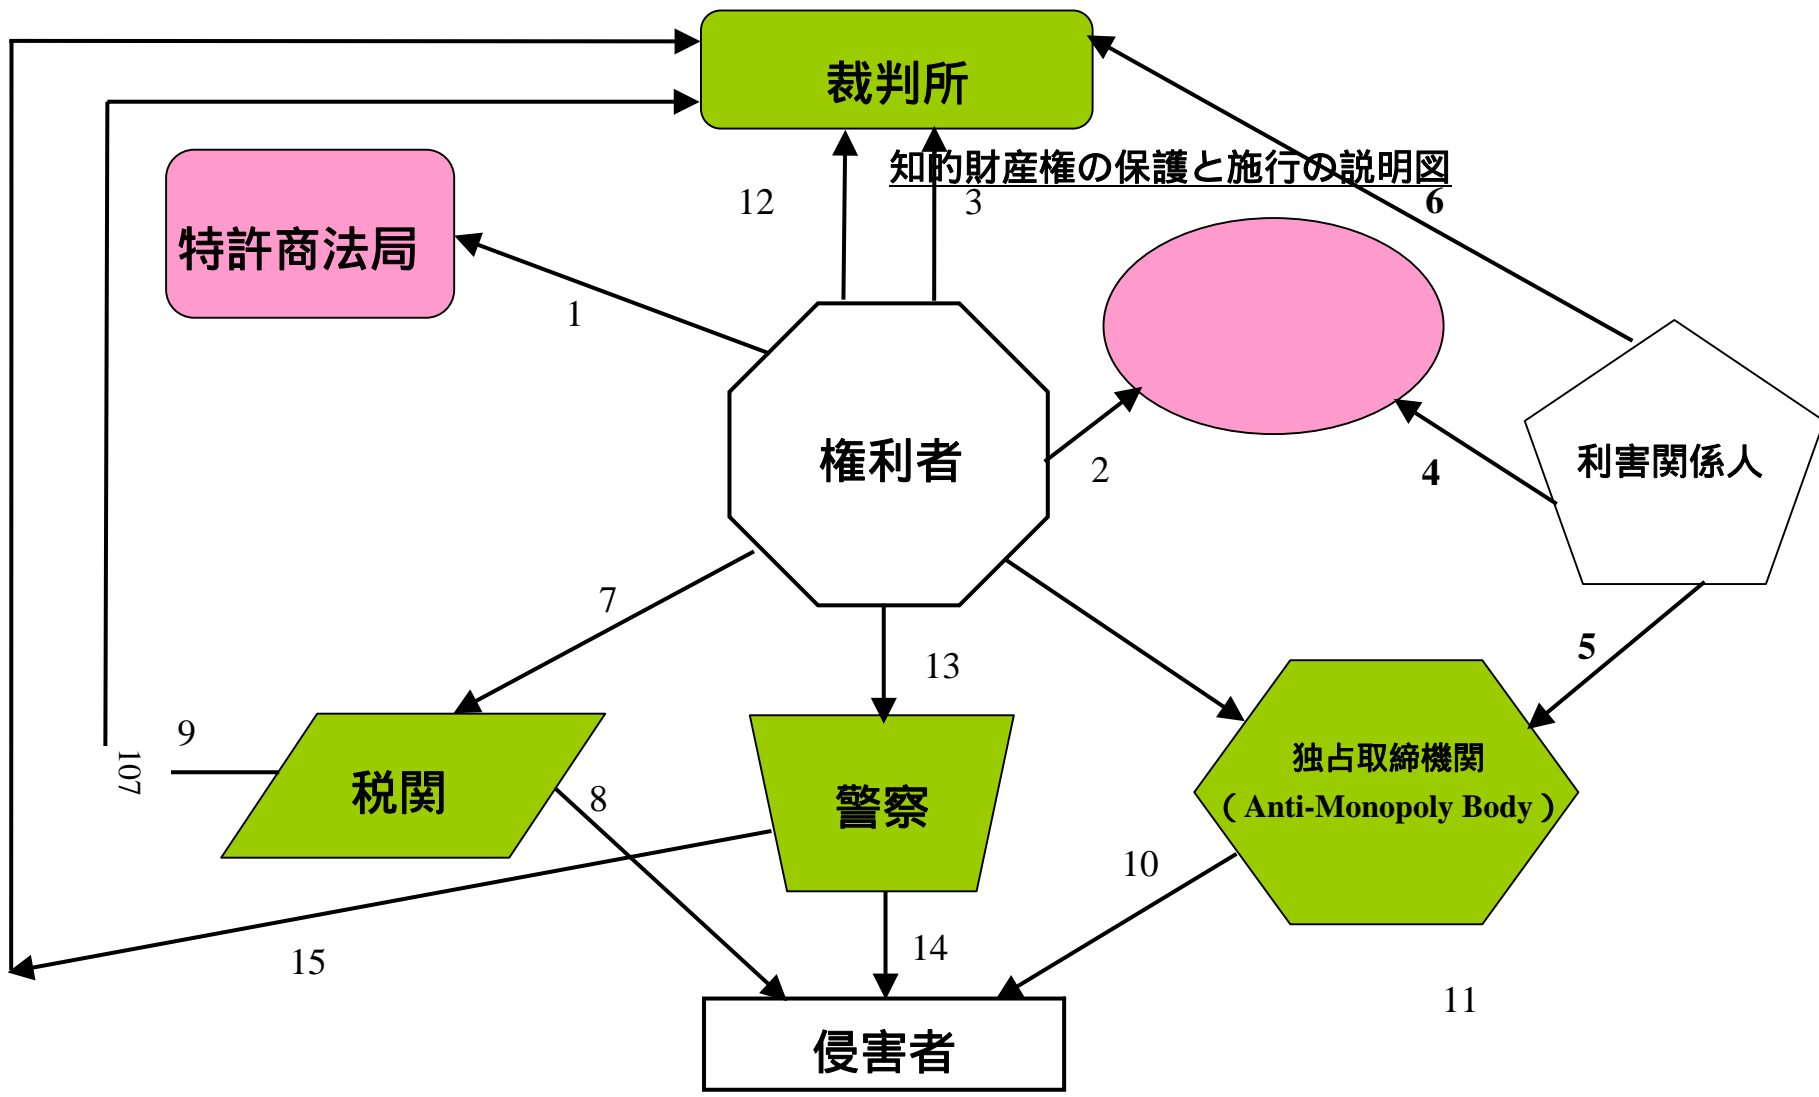 裁判所
知的財産権の保護と施行の説明図
12
3
6
特許商法局
1
権利者
2
4
利害関係人
7
13
5
9
107
税関
8
警察
独占取締機関
（Anti-Monopoly Body）
10
15
14
11
侵害者